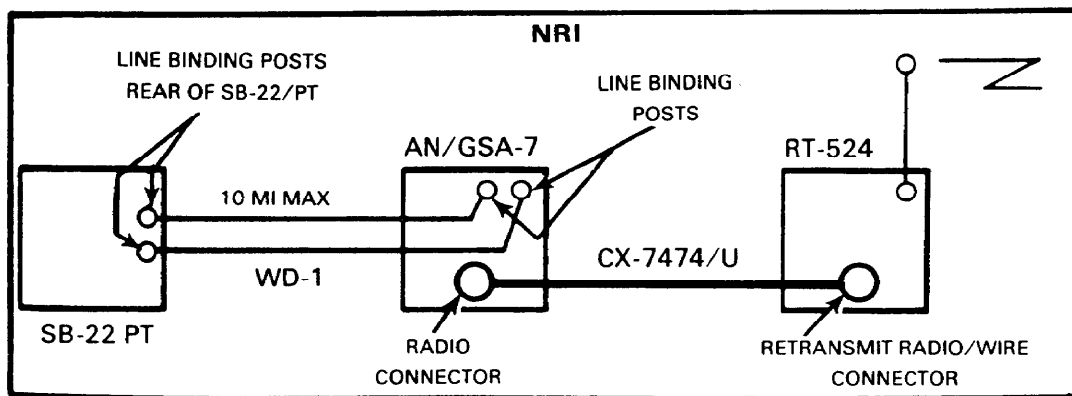 NRI
LINE BINDING POSTS
REAR OF SB-22/PT
LINE BINDING
POSTS
AN/GSA-7
RT-524
10 MI MAX
WD-1
CX-7474/U
SB-22 PT
RADIO
CONNECTOR
RETRANSMIT RADIO/WIRE
CONNECTOR